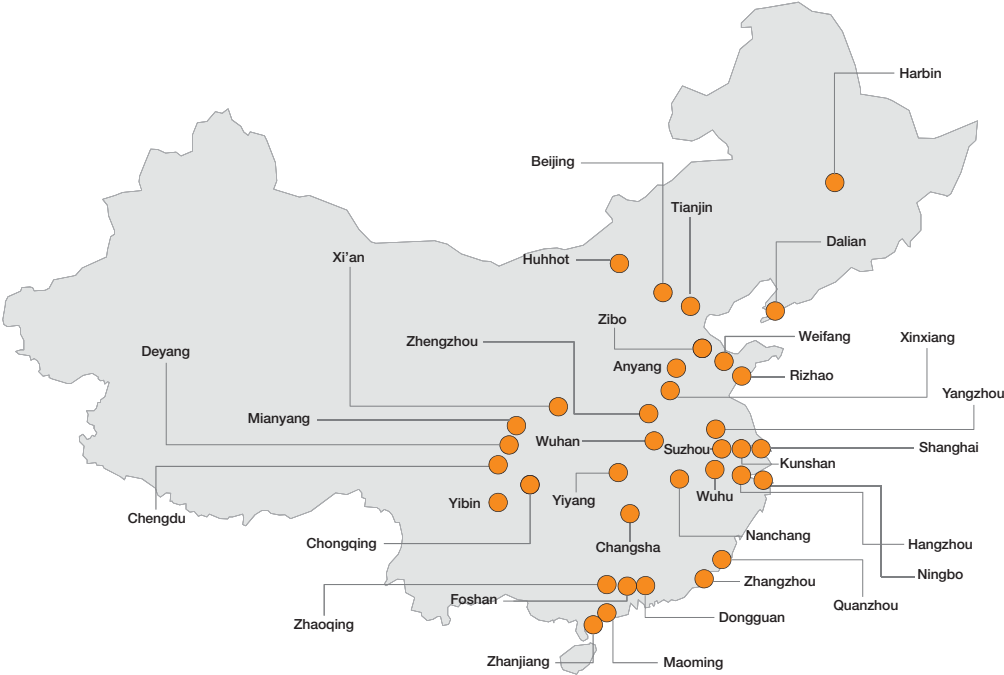 Harbin
Beijing
Tianjin
Dalian
Xi’an
Huhhot
Zibo
Weifang
Xinxiang
Zhengzhou
Deyang
Anyang
Rizhao
Yangzhou
Mianyang
Wuhan
Suzhou
Shanghai
Kunshan
Yibin
Yiyang
Wuhu
Chengdu
Nanchang
Chongqing
Changsha
Hangzhou
Ningbo
Zhangzhou
Foshan
Quanzhou
Zhaoqing
Dongguan
Zhanjiang
Maoming